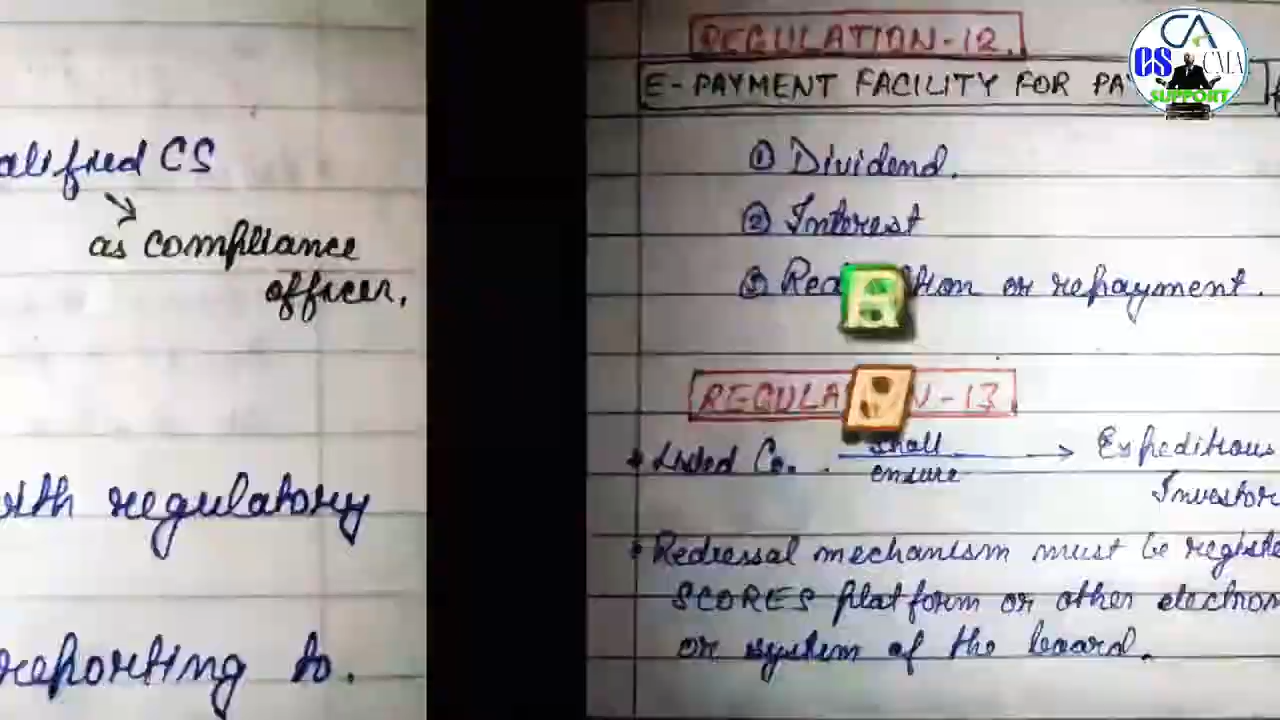 alified CS
as compliance
officer.
with regulatory
reporting to.
REGULATION-12.
E-PAYMENT FACILITY FOR PA
① Dividend.
② Interest
③ Red tion or repayment.
REGULA N-13
* Listed Co. shall ensure → Expeditious
Investor
* Redressal mechanism must be registe
SCORES platform or other electron
or system of the board.
CA
CS CMA
SUPPORT